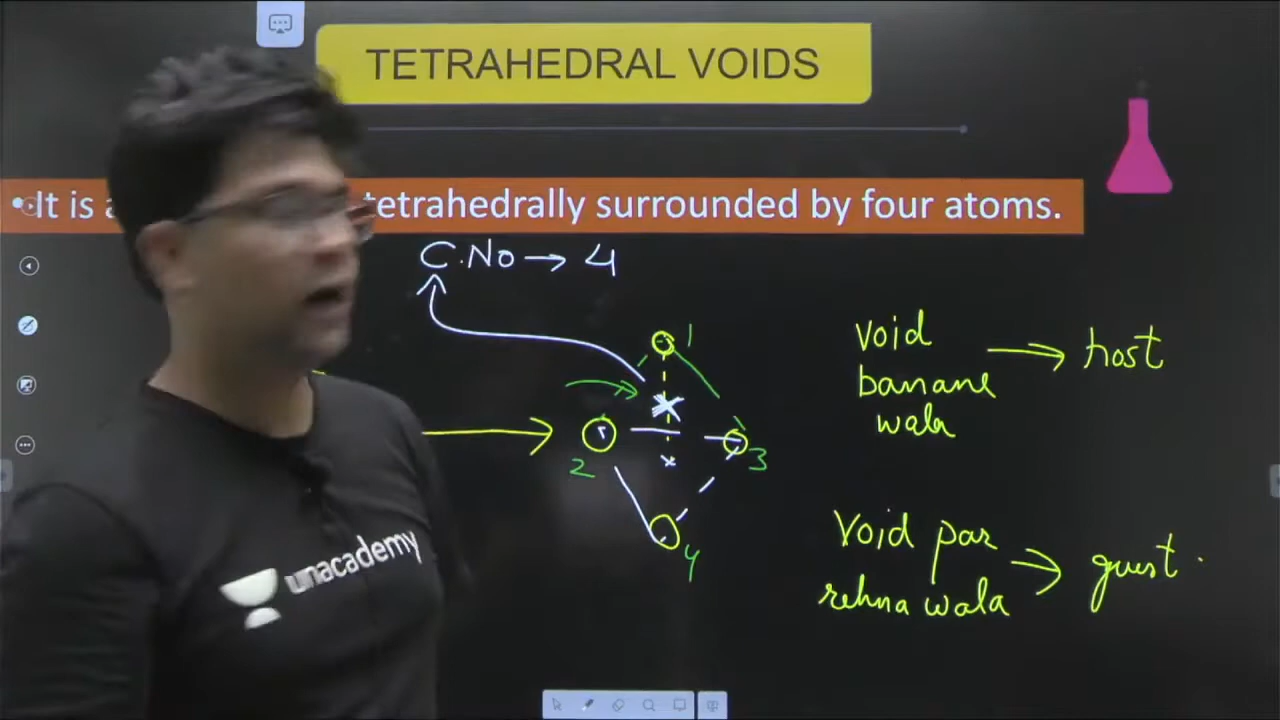 TETRAHEDRAL VOIDS
It is a tetrahedrally surrounded by four atoms.
C.No → 4
1
2
3
4
void
banane
wala
→ host
Void par
rehna wala
→ guest
unacademy